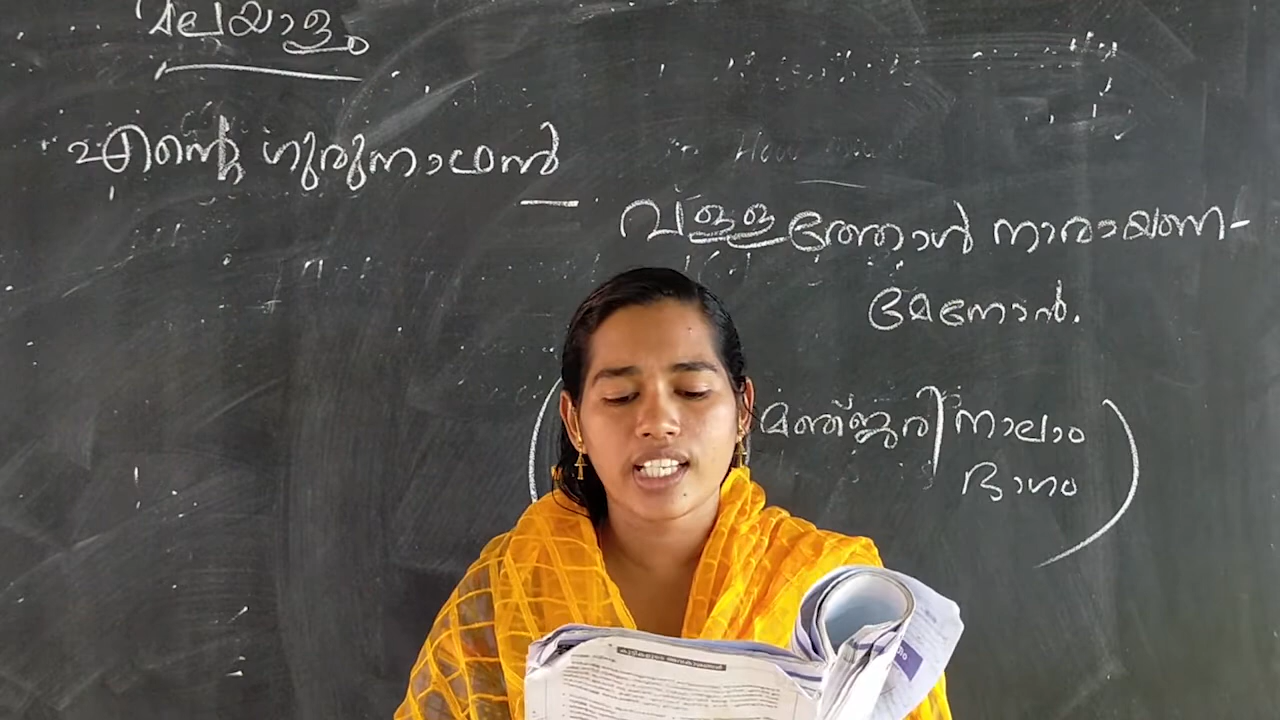 മലയാളം
എന്റെ ഗുരുനാഥൻ
– വള്ളത്തോൾ നാരായണ-
മേനോൻ.
മഞ്ജരി നാലാം
ഭാഗം